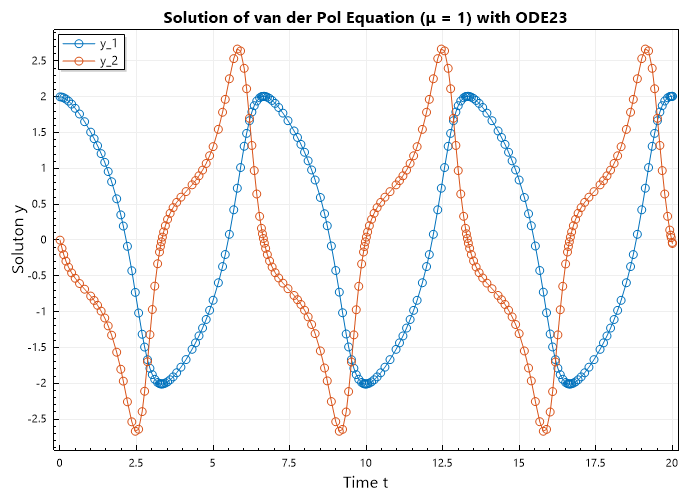 Solution of van der Pol Equation (μ = 1) with ODE23
y_1
y_2
2.5
2
1.5
1
0.5
0
-0.5
-1
-1.5
-2
-2.5
Soluton y
0 2.5 5 7.5 10 12.5 15 17.5 20
Time t